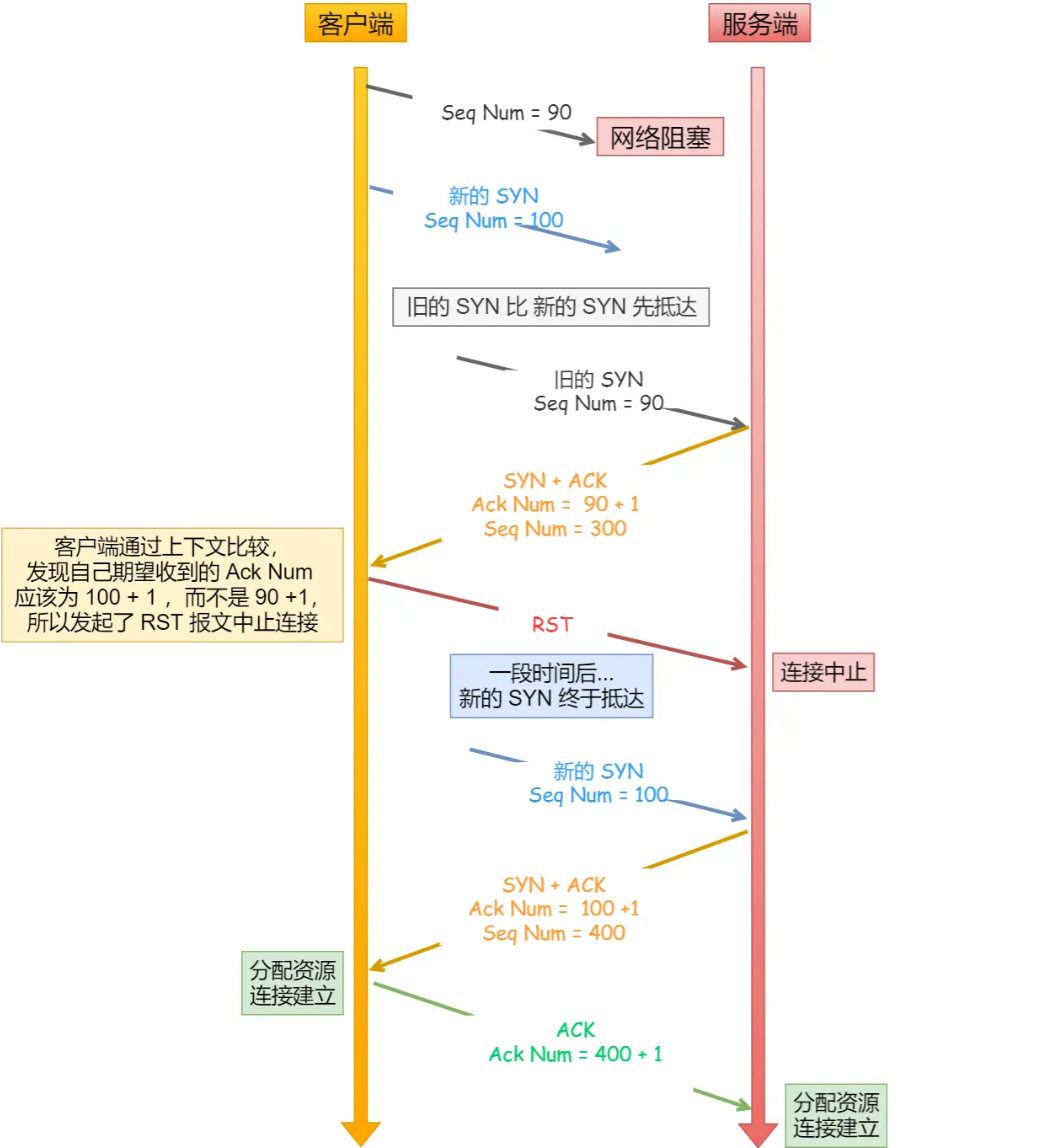 客户端
服务端
Seq Num = 90
网络阻塞
新的 SYN
Seq Num = 100
旧的 SYN 比 新的 SYN 先抵达
旧的 SYN
Seq Num = 90
SYN + ACK
Ack Num = 90 + 1
Seq Num = 300
客户端通过上下文比较，
发现自己期望收到的 Ack Num
应该为 100 + 1 ，而不是 90 +1，
所以发起了 RST 报文中止连接
RST
连接中止
一段时间后...
新的 SYN 终于抵达
新的 SYN
Seq Num = 100
SYN + ACK
Ack Num = 100 +1
Seq Num = 400
分配资源
连接建立
ACK
Ack Num = 400 + 1
分配资源
连接建立